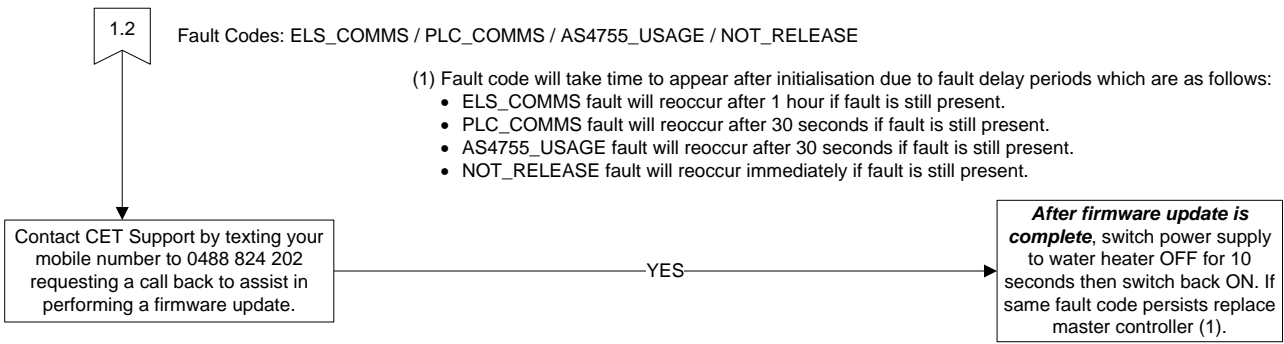 1.2
Fault Codes: ELS_COMMS / PLC_COMMS / AS4755_USAGE / NOT_RELEASE
(1) Fault code will take time to appear after initialisation due to fault delay periods which are as follows:
• ELS_COMMS fault will reoccur after 1 hour if fault is still present.
• PLC_COMMS fault will reoccur after 30 seconds if fault is still present.
• AS4755_USAGE fault will reoccur after 30 seconds if fault is still present.
• NOT_RELEASE fault will reoccur immediately if fault is still present.
Contact CET Support by texting your
mobile number to 0488 824 202
requesting a call back to assist in
performing a firmware update.
YES
After firmware update is
complete, switch power supply
to water heater OFF for 10
seconds then switch back ON. If
same fault code persists replace
master controller (1).